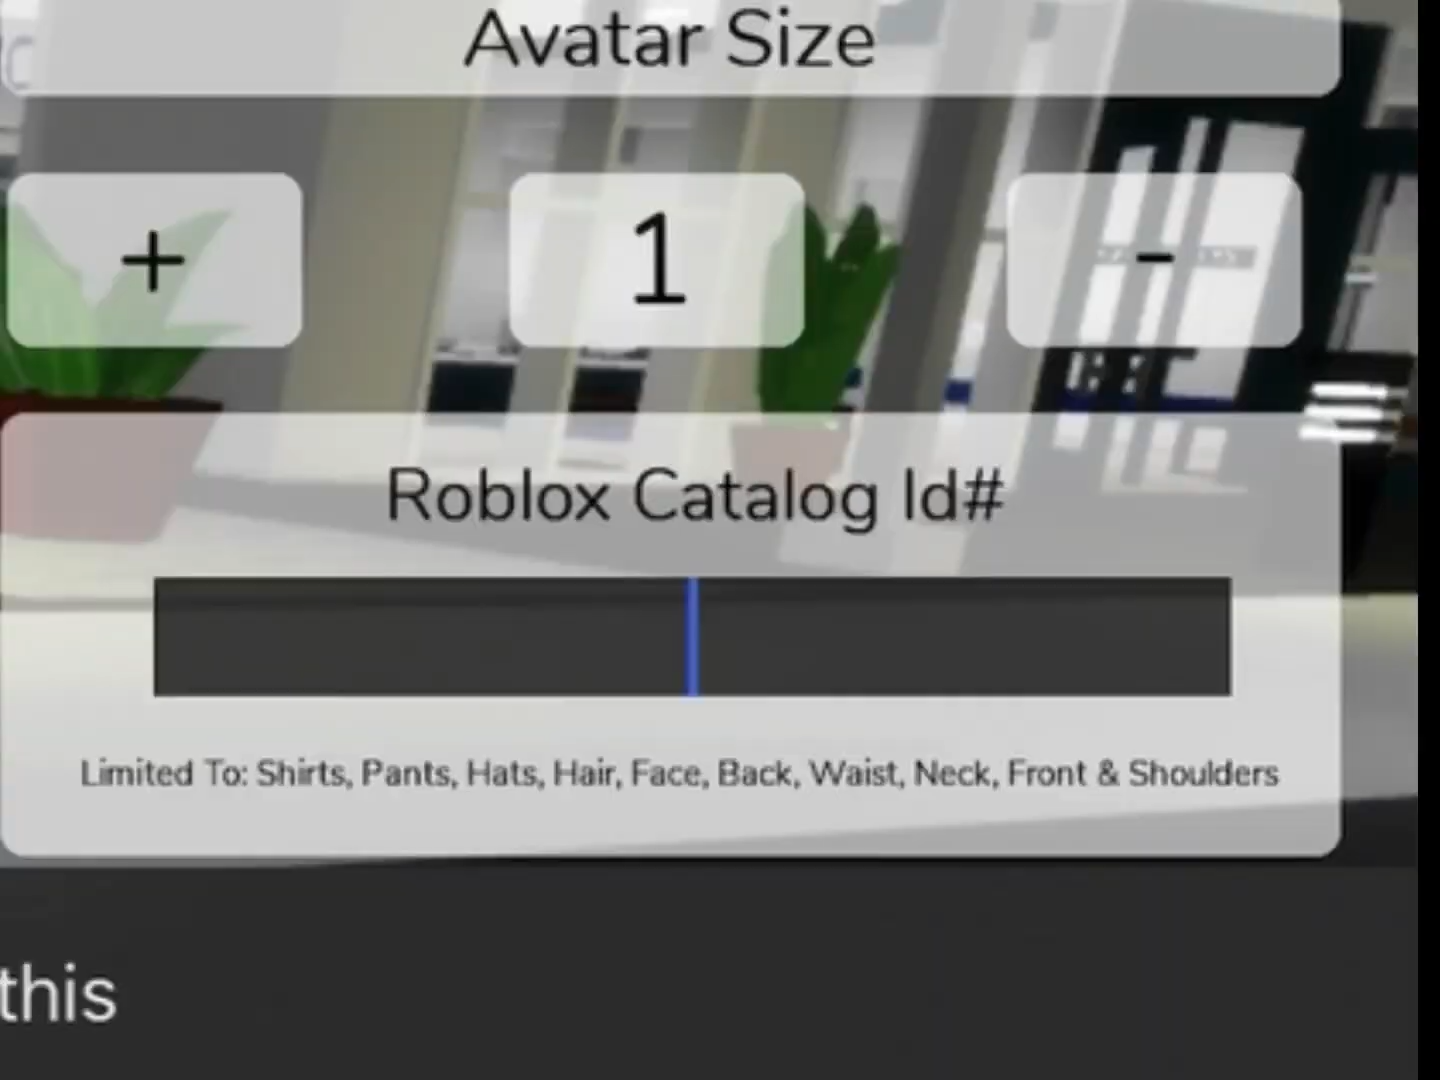 Avatar Size
+ 1 -
Roblox Catalog Id#
Limited To: Shirts, Pants, Hats, Hair, Face, Back, Waist, Neck, Front & Shoulders
this